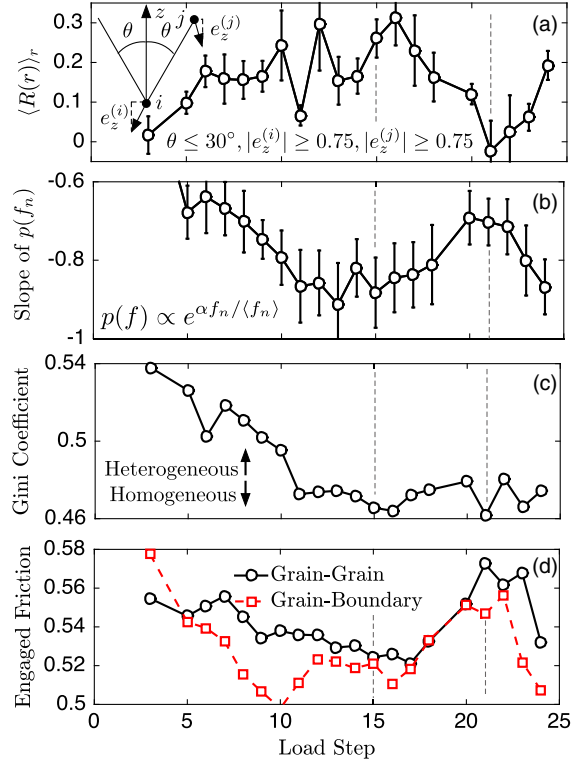 (a)
z
j
θ
θ
e_z^{(j)}
i
e_z^{(i)}
θ ≤ 30°, |e_z^{(i)}| ≥ 0.75, |e_z^{(j)}| ≥ 0.75
⟨R(r)⟩_r
0.3
0.2
0.1
0
(b)
Slope of p(f_n)
-0.6
-0.8
-1
p(f) ∝ e^{αf_n/⟨f_n⟩}
(c)
Gini Coefficient
0.54
0.5
0.46
Heterogeneous
Homogeneous
(d)
Engaged Friction
0.58
0.56
0.54
0.52
0.5
Grain-Grain
Grain-Boundary
0 5 10 15 20 25
Load Step